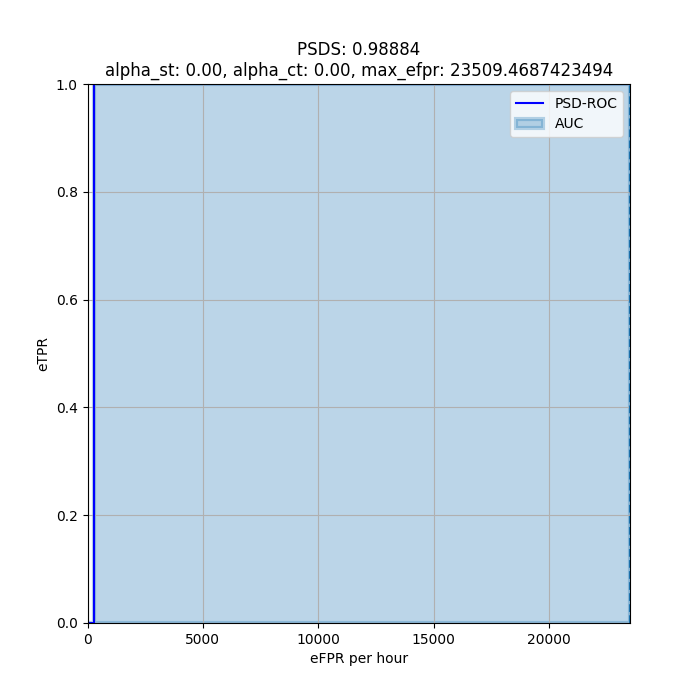 PSDS: 0.98884
alpha_st: 0.00, alpha_ct: 0.00, max_efpr: 23509.4687423494
PSD-ROC
AUC
1.0
0.8
0.6
0.4
0.2
0.0
eTPR
0
5000
10000
15000
20000
eFPR per hour